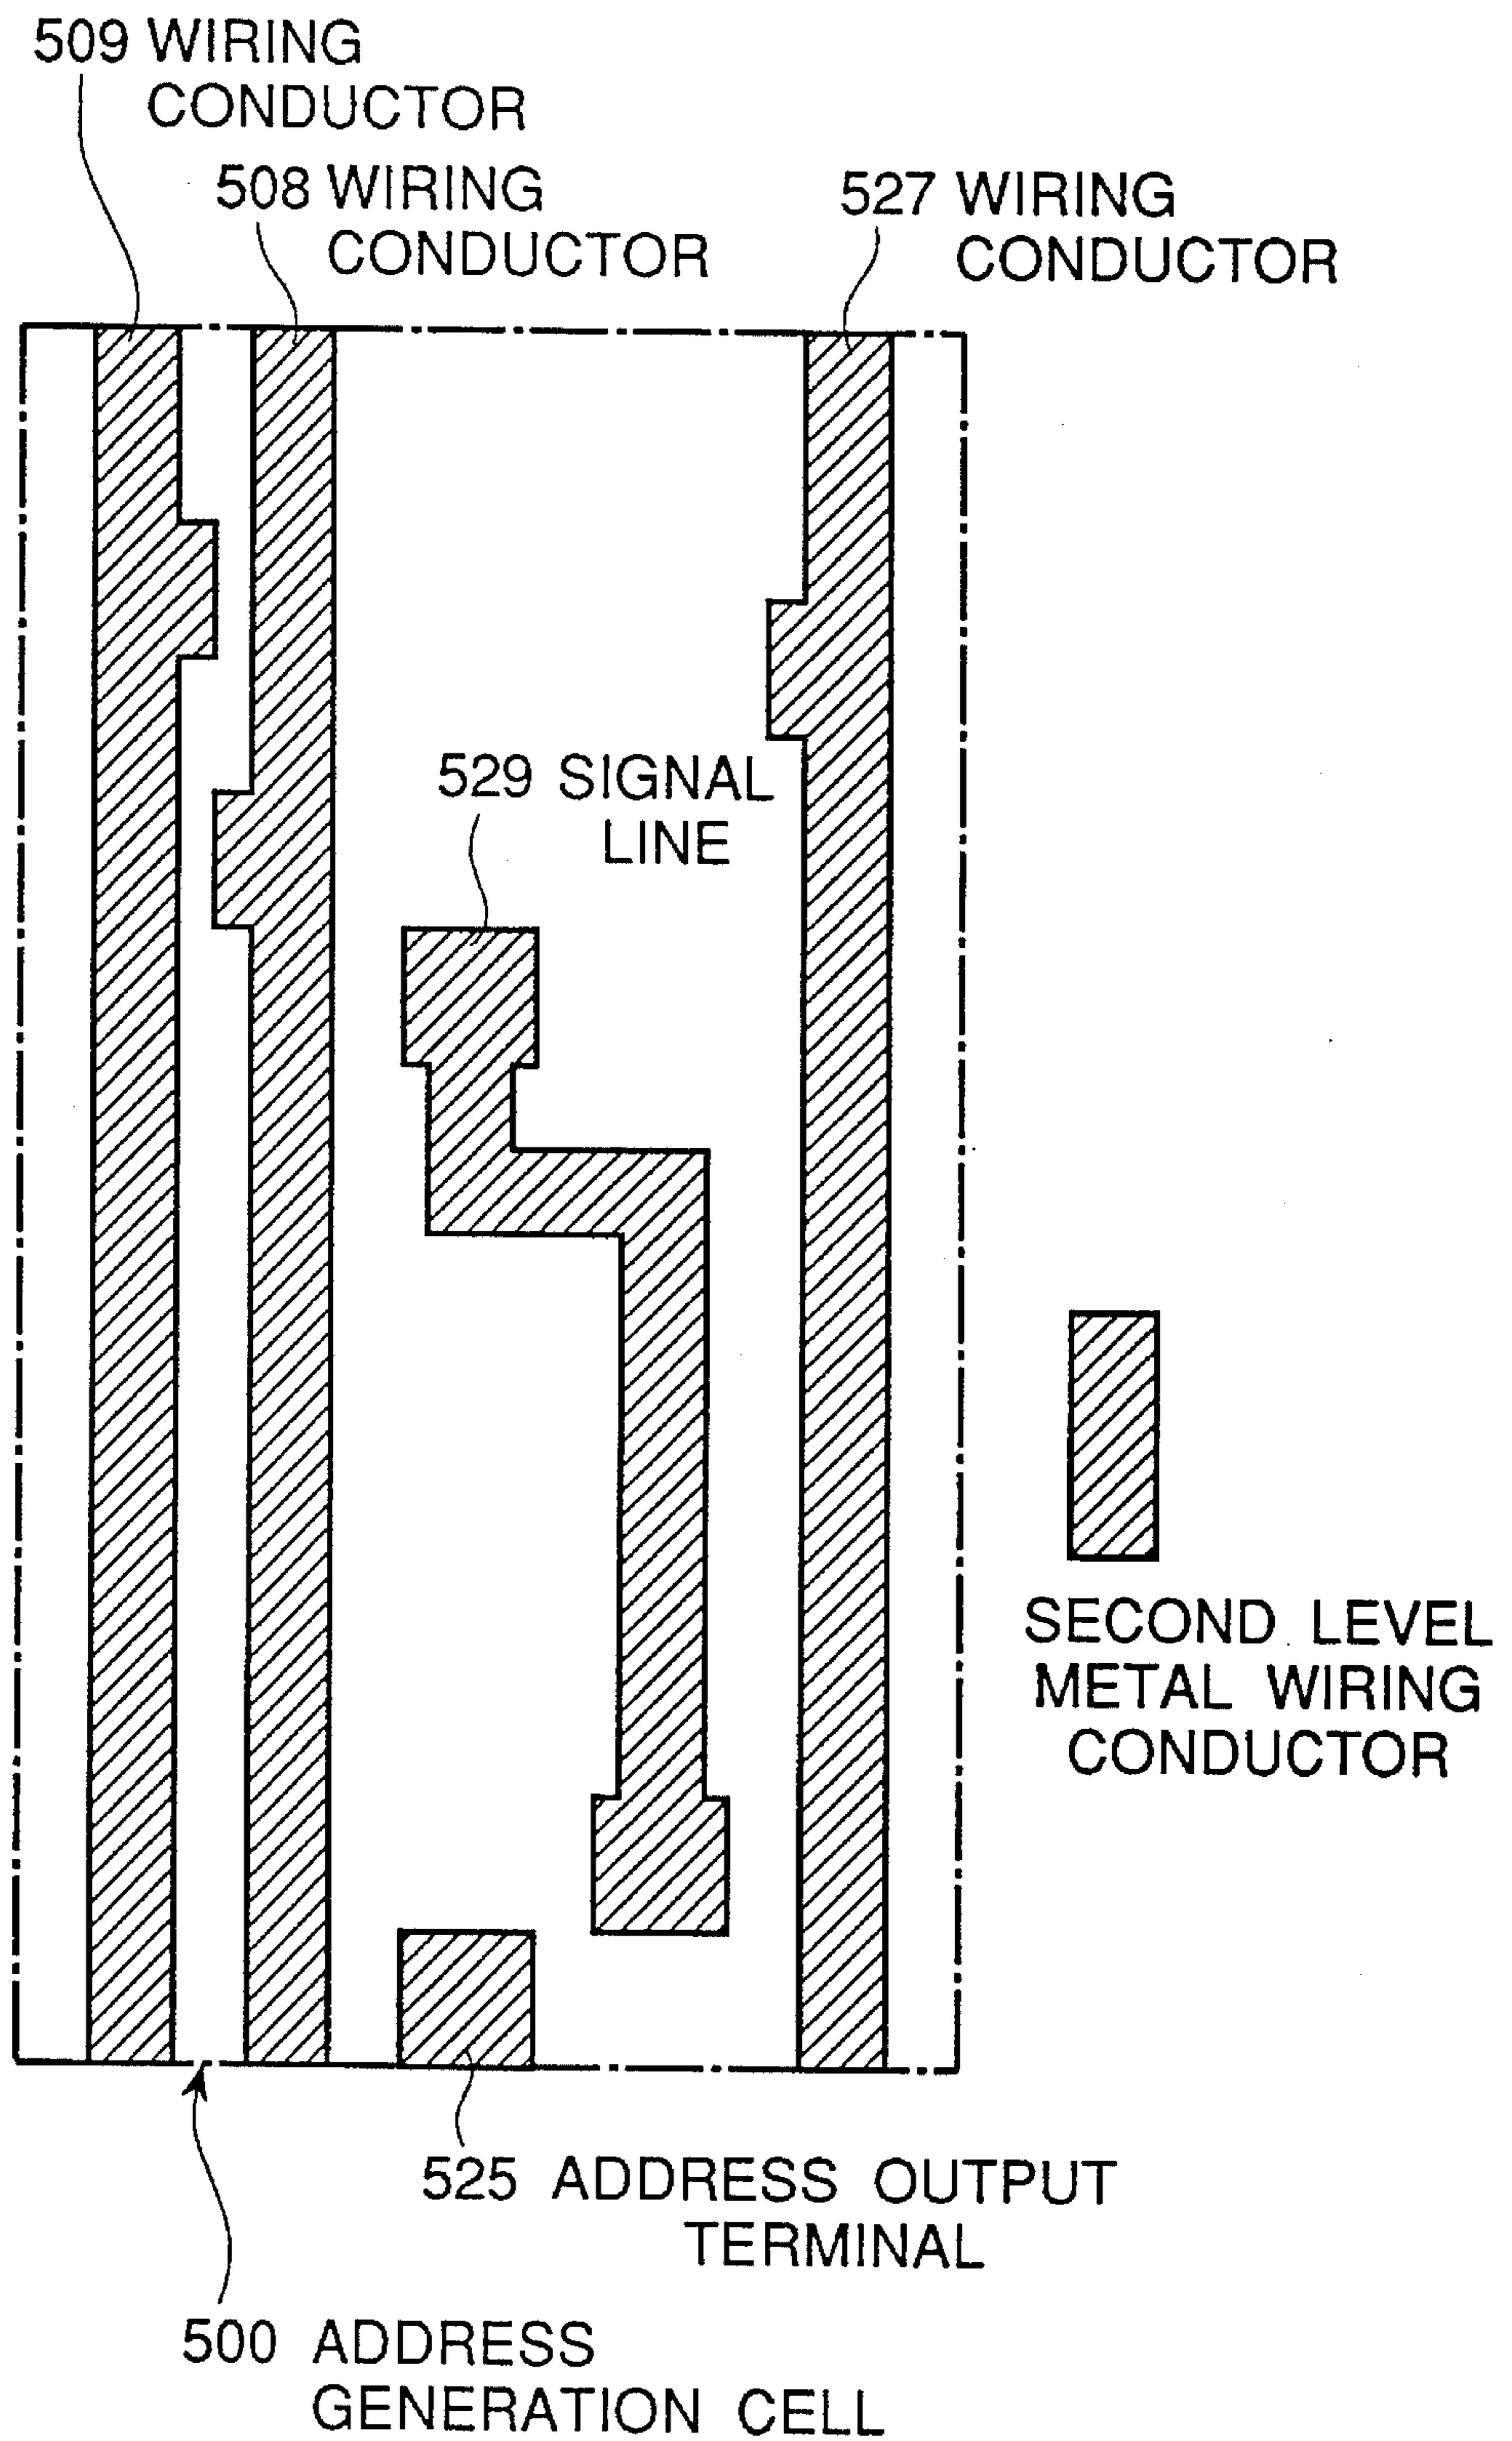 509 WIRING
CONDUCTOR
508 WIRING
CONDUCTOR
527 WIRING
CONDUCTOR
529 SIGNAL
LINE
SECOND LEVEL
METAL WIRING
CONDUCTOR
525 ADDRESS OUTPUT
TERMINAL
500 ADDRESS
GENERATION CELL